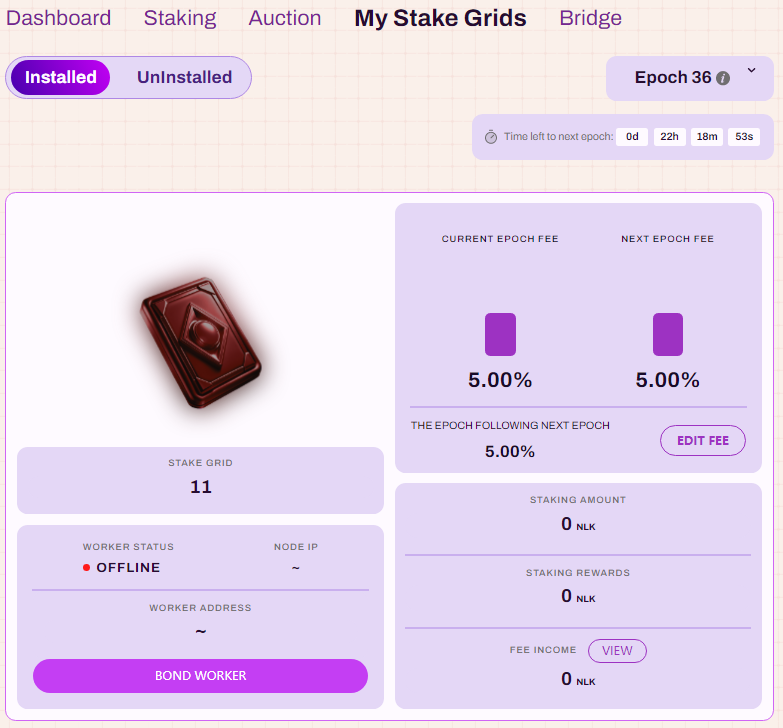 Dashboard Staking Auction My Stake Grids Bridge
Installed UnInstalled
Epoch 36 i
Time left to next epoch: 0d 22h 18m 53s
CURRENT EPOCH FEE NEXT EPOCH FEE
5.00% 5.00%
THE EPOCH FOLLOWING NEXT EPOCH
5.00%
EDIT FEE
STAKE GRID
11
WORKER STATUS NODE IP
OFFLINE ~
WORKER ADDRESS
~
BOND WORKER
STAKING AMOUNT
0 NLK
STAKING REWARDS
0 NLK
FEE INCOME VIEW
0 NLK